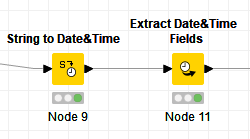 String to Date&Time
Extract Date&Time
Fields
S
Node 9
Node 11